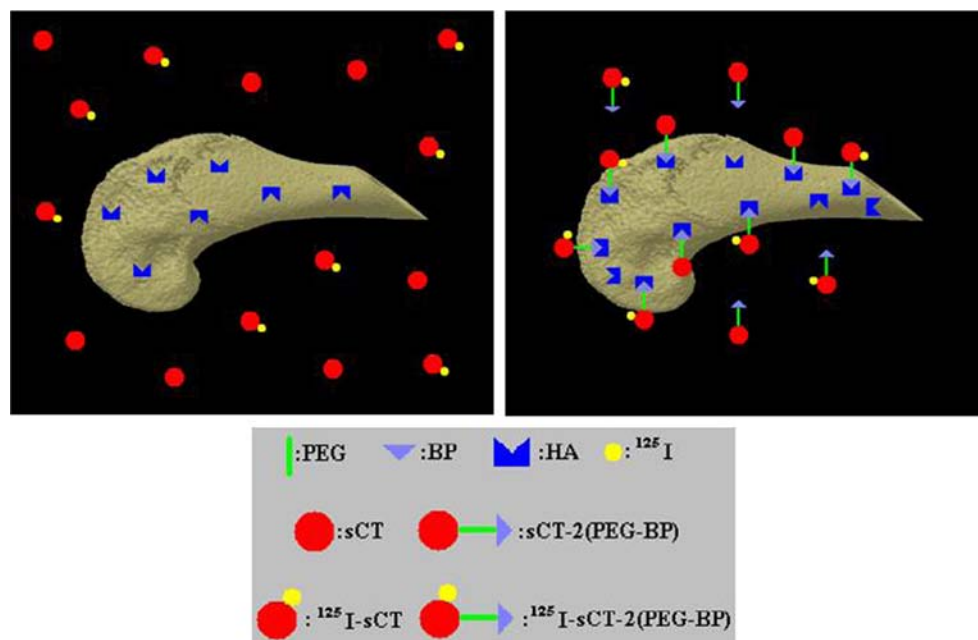 :PEG :BP :HA :¹²⁵I
:sCT :sCT-2(PEG-BP)
:¹²⁵I-sCT :¹²⁵I-sCT-2(PEG-BP)